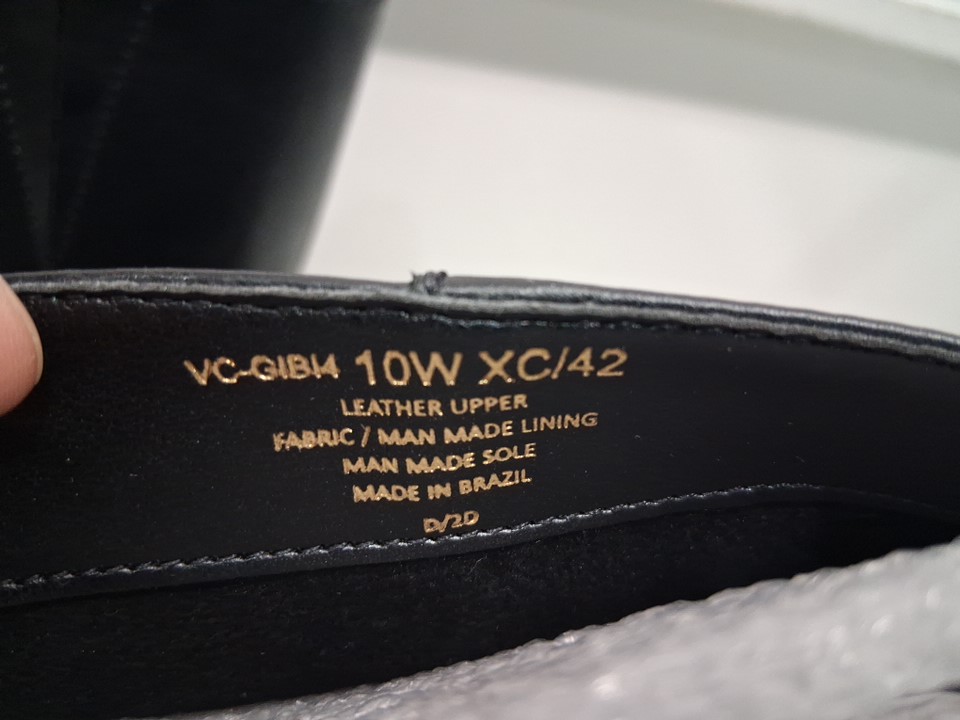 VC-GIBI4 10W XC/42
LEATHER UPPER
FABRIC / MAN MADE LINING
MAN MADE SOLE
MADE IN BRAZIL
D/2D